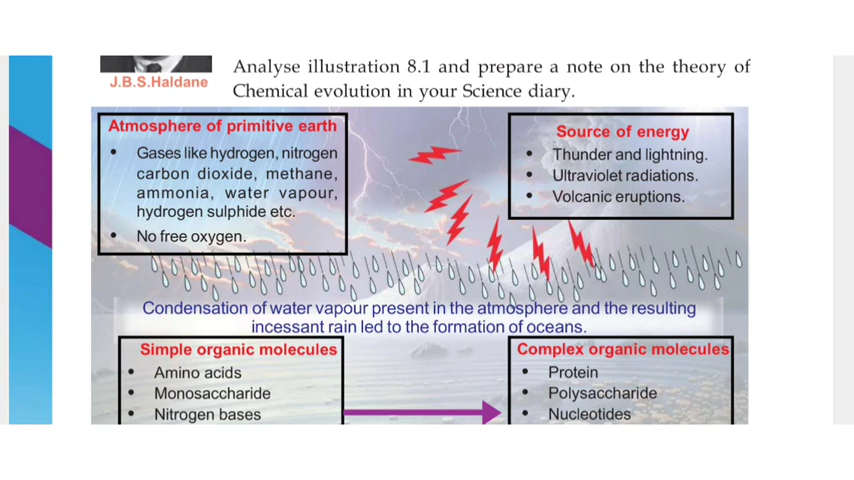 J.B.S.Haldane
Analyse illustration 8.1 and prepare a note on the theory of
Chemical evolution in your Science diary.
Atmosphere of primitive earth
• Gases like hydrogen, nitrogen
carbon dioxide, methane,
ammonia, water vapour,
hydrogen sulphide etc.
• No free oxygen.
Source of energy
• Thunder and lightning.
• Ultraviolet radiations.
• Volcanic eruptions.
Condensation of water vapour present in the atmosphere and the resulting
incessant rain led to the formation of oceans.
Simple organic molecules
• Amino acids
• Monosaccharide
• Nitrogen bases
Complex organic molecules
• Protein
• Polysaccharide
• Nucleotides